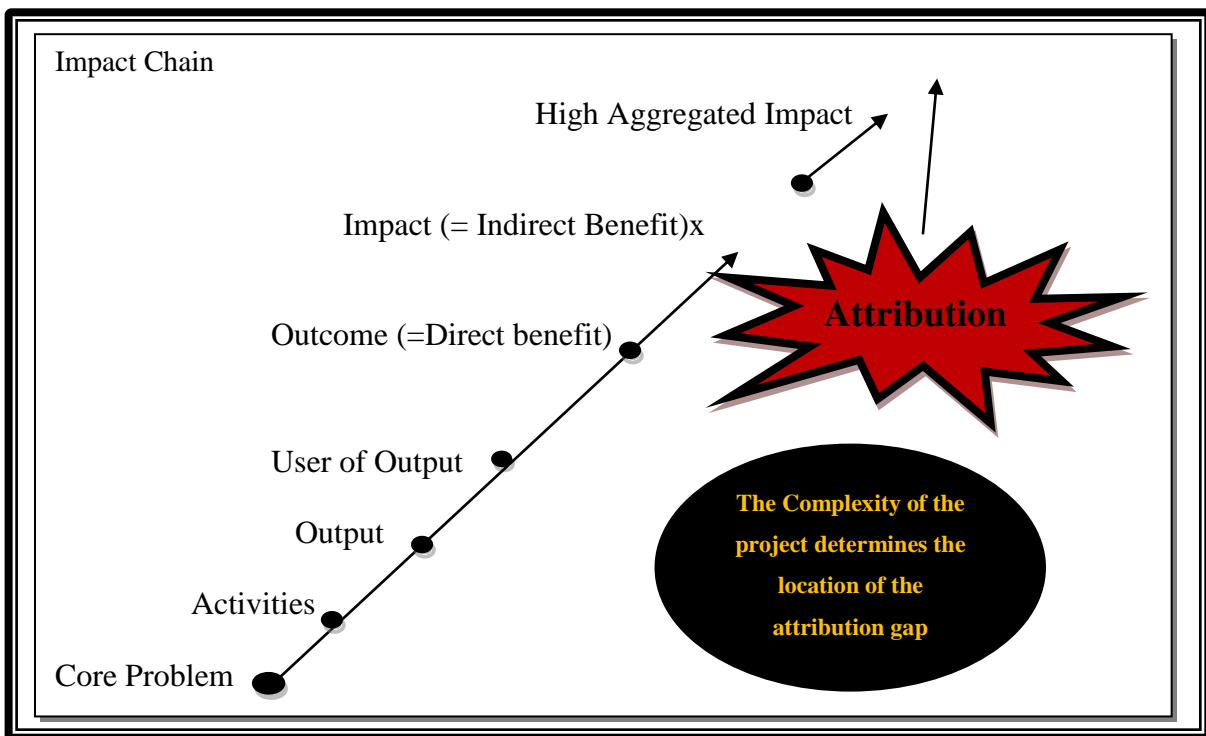 Impact Chain
High Aggregated Impact
Impact (= Indirect Benefit)x
Outcome (=Direct benefit)
Attribution
User of Output
Output
Activities
Core Problem
The Complexity of the
project determines the
location of the
attribution gap